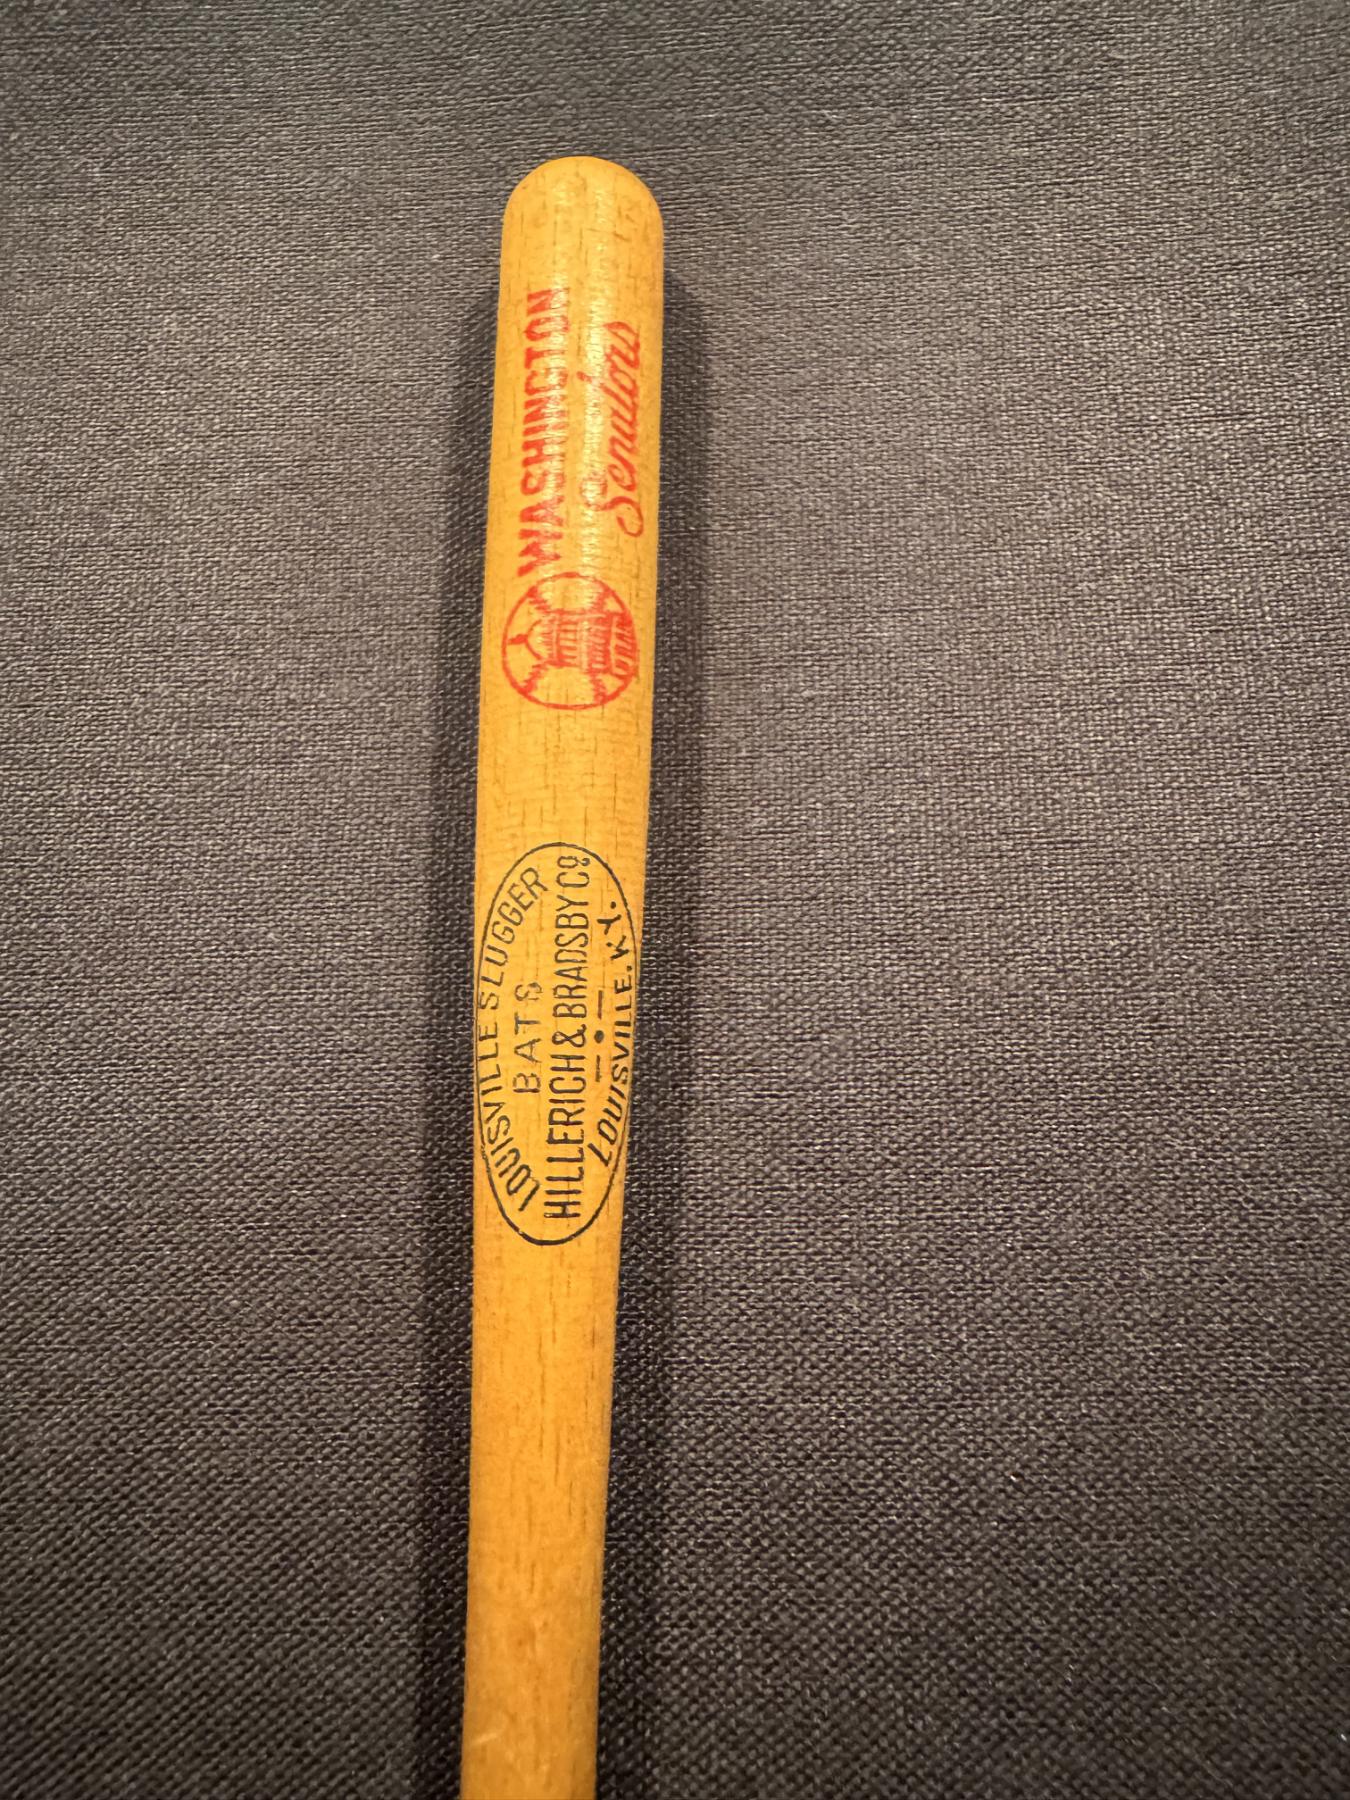 WASHINGTON
Senators
LOUISVILLE SLUGGER
BATS
HILLERICH & BRADSBY Co
LOUISVILLE. KY.